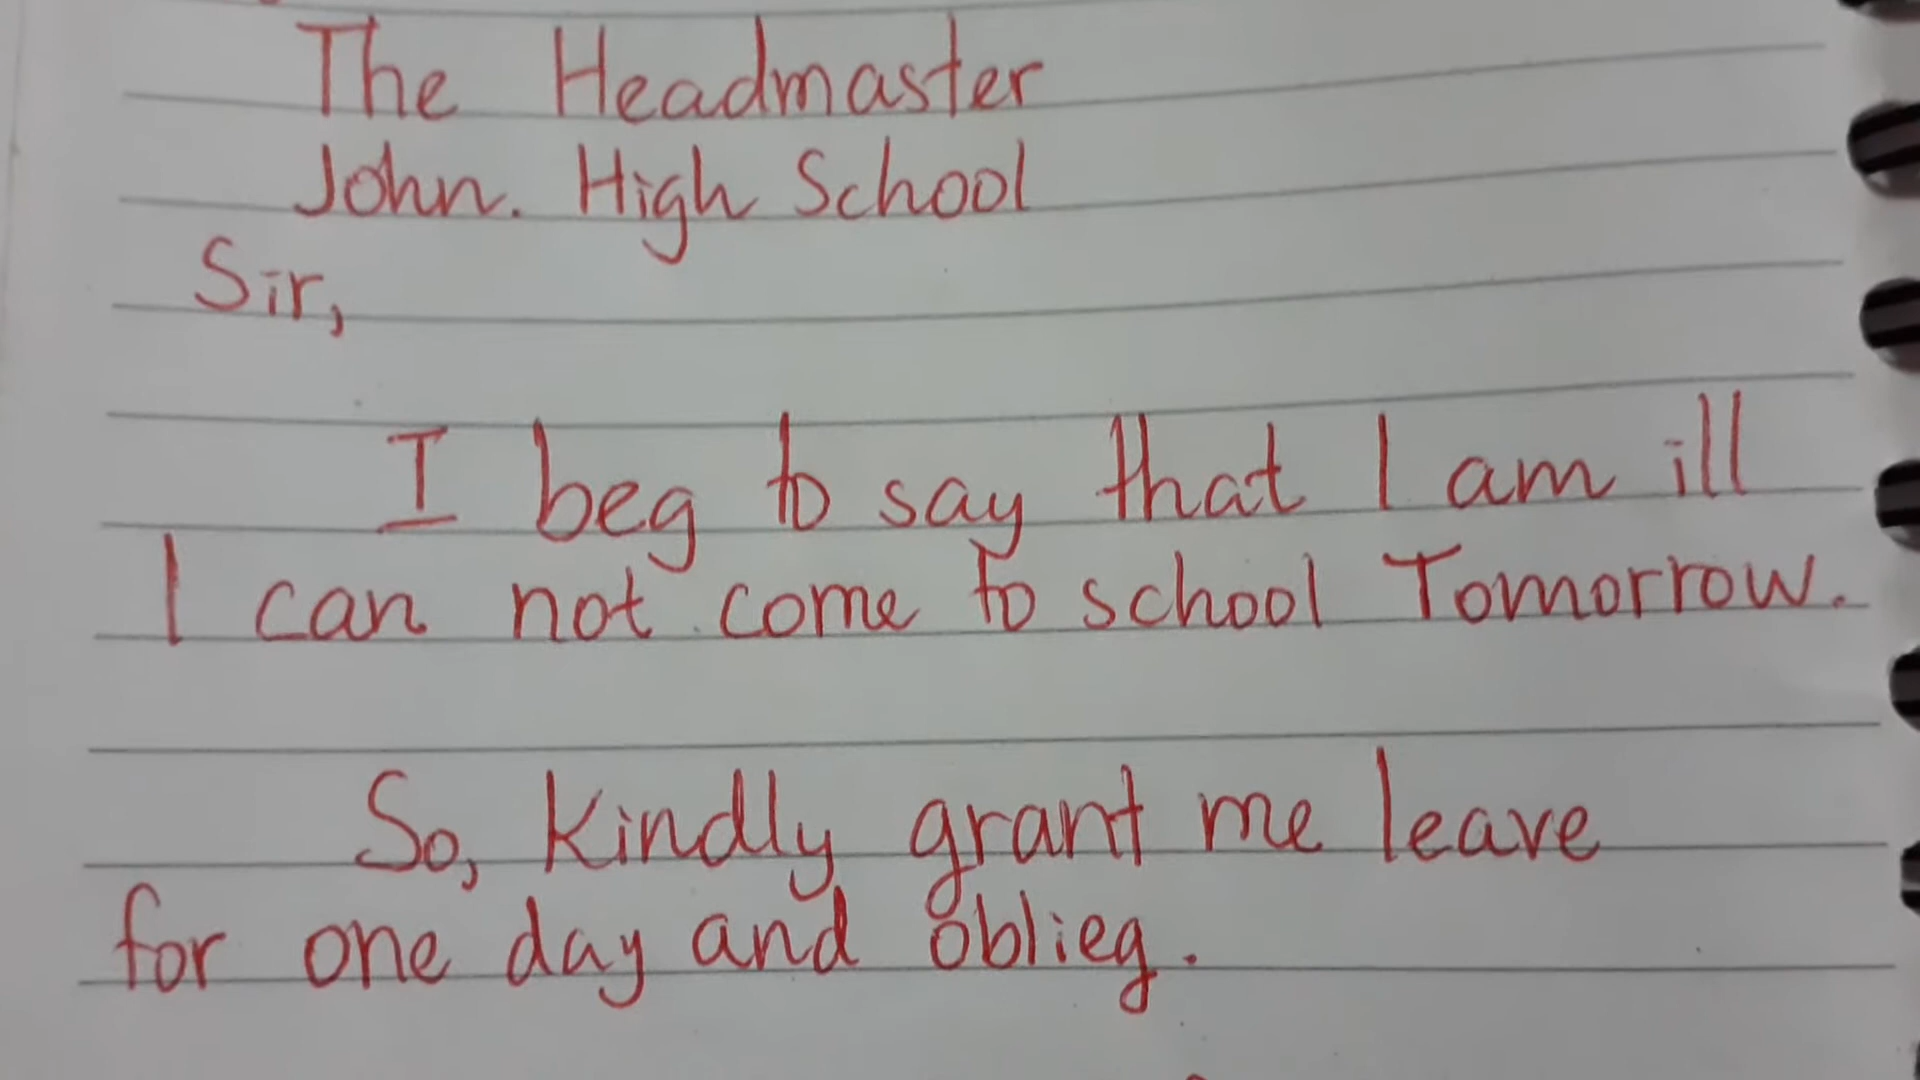 The Headmaster
John. High School
Sir,
I beg to say that I am ill
I can not come to school Tomorrow.
So, kindly grant me leave
for one day and oblieg.